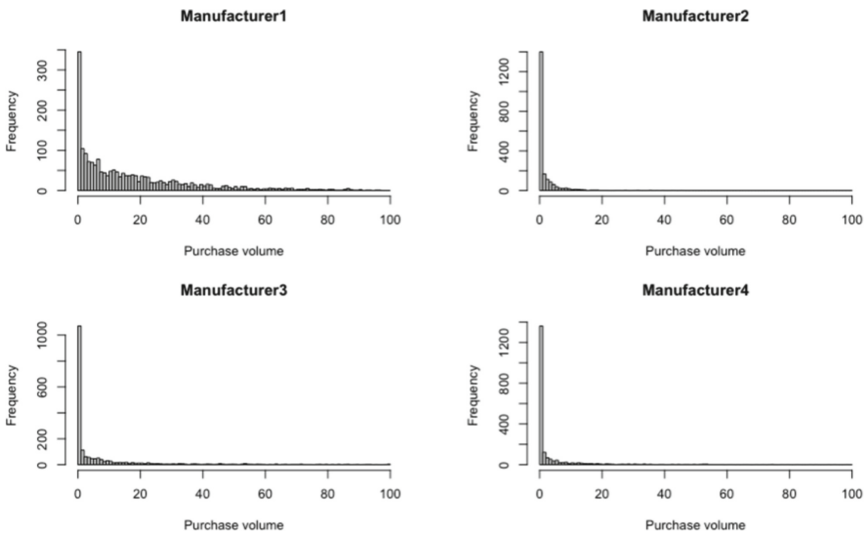 Manufacturer1
Frequency
0 100 200 300
0 20 40 60 80 100
Purchase volume
Manufacturer2
Frequency
0 400 800 1200
0 20 40 60 80 100
Purchase volume
Manufacturer3
Frequency
0 200 600 1000
0 20 40 60 80 100
Purchase volume
Manufacturer4
Frequency
0 400 800 1200
0 20 40 60 80 100
Purchase volume